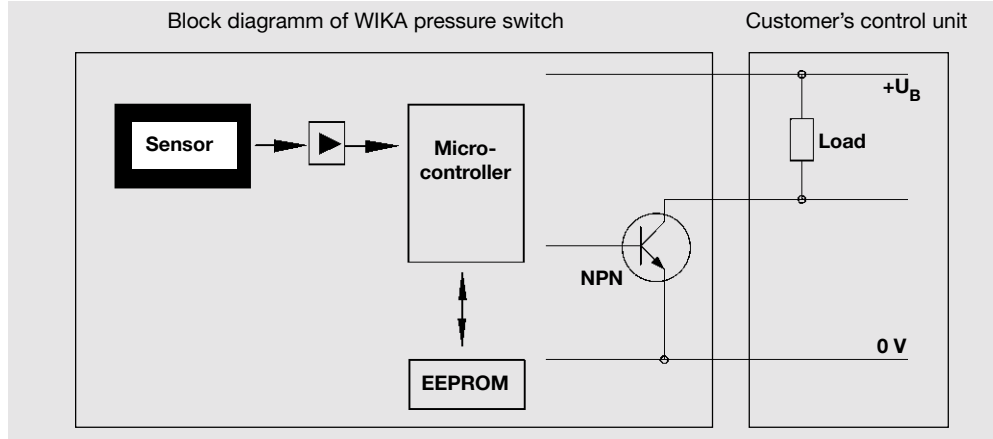 Block diagramm of WIKA pressure switch
Customer's control unit
+U_B
Sensor
Micro-
controller
Load
NPN
0 V
EEPROM